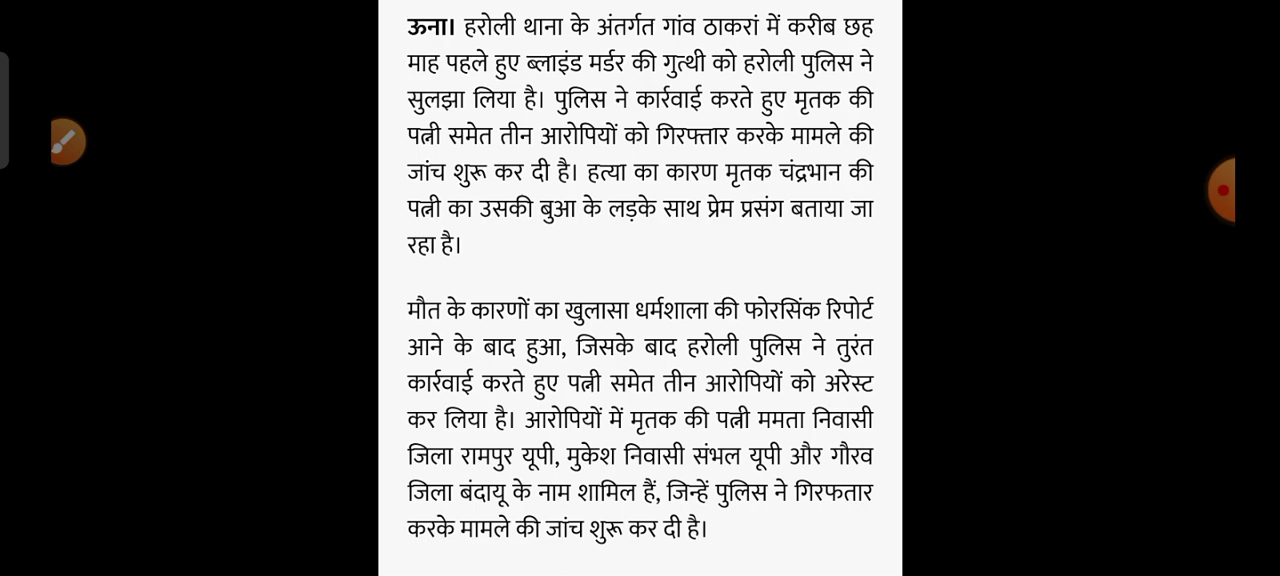 ऊना। हरोली थाना के अंतर्गत गांव ठाकरां में करीब छह
माह पहले हुए ब्लाइंड मर्डर की गुत्थी को हरोली पुलिस ने
सुलझा लिया है। पुलिस ने कार्रवाई करते हुए मृतक की
पत्नी समेत तीन आरोपियों को गिरफ्तार करके मामले की
जांच शुरू कर दी है। हत्या का कारण मृतक चंद्रभान की
पत्नी का उसकी बुआ के लड़के साथ प्रेम प्रसंग बताया जा
रहा है।
मौत के कारणों का खुलासा धर्मशाला की फोरसिंक रिपोर्ट
आने के बाद हुआ, जिसके बाद हरोली पुलिस ने तुरंत
कार्रवाई करते हुए पत्नी समेत तीन आरोपियों को अरेस्ट
कर लिया है। आरोपियों में मृतक की पत्नी ममता निवासी
जिला रामपुर यूपी, मुकेश निवासी संभल यूपी और गौरव
जिला बंदायू के नाम शामिल हैं, जिन्हें पुलिस ने गिरफतार
करके मामले की जांच शुरू कर दी है।